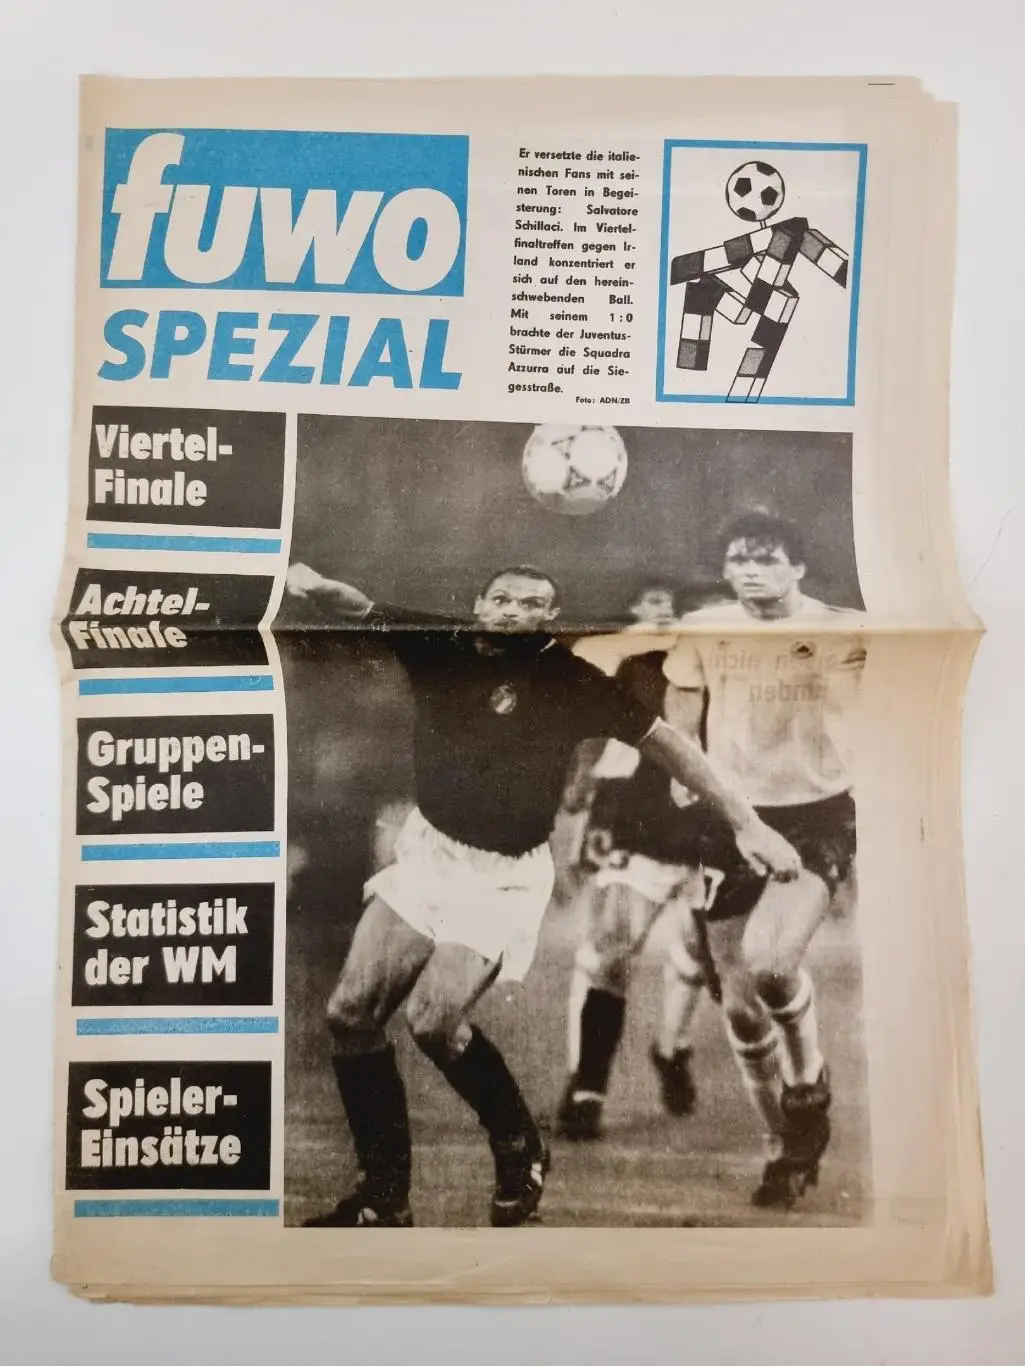 fuwo
SPEZIAL
Er versetzte die italie-
nischen Fans mit sei-
nen Toren in Begei-
sterung: Salvatore
Schillaci. Im Viertel-
finaltreffen gegen Ir-
land konzentriert er
sich auf den herein-
schwebenden Ball.
Mit seinem 1:0
brachte der Juventus-
Stürmer die Squadra
Azzurra auf die Sie-
gesstraße.
Foto: ADN/ZB
Viertel-
Finale
Achtel-
Finale
Gruppen-
Spiele
Statistik
der WM
Spieler-
Einsätze